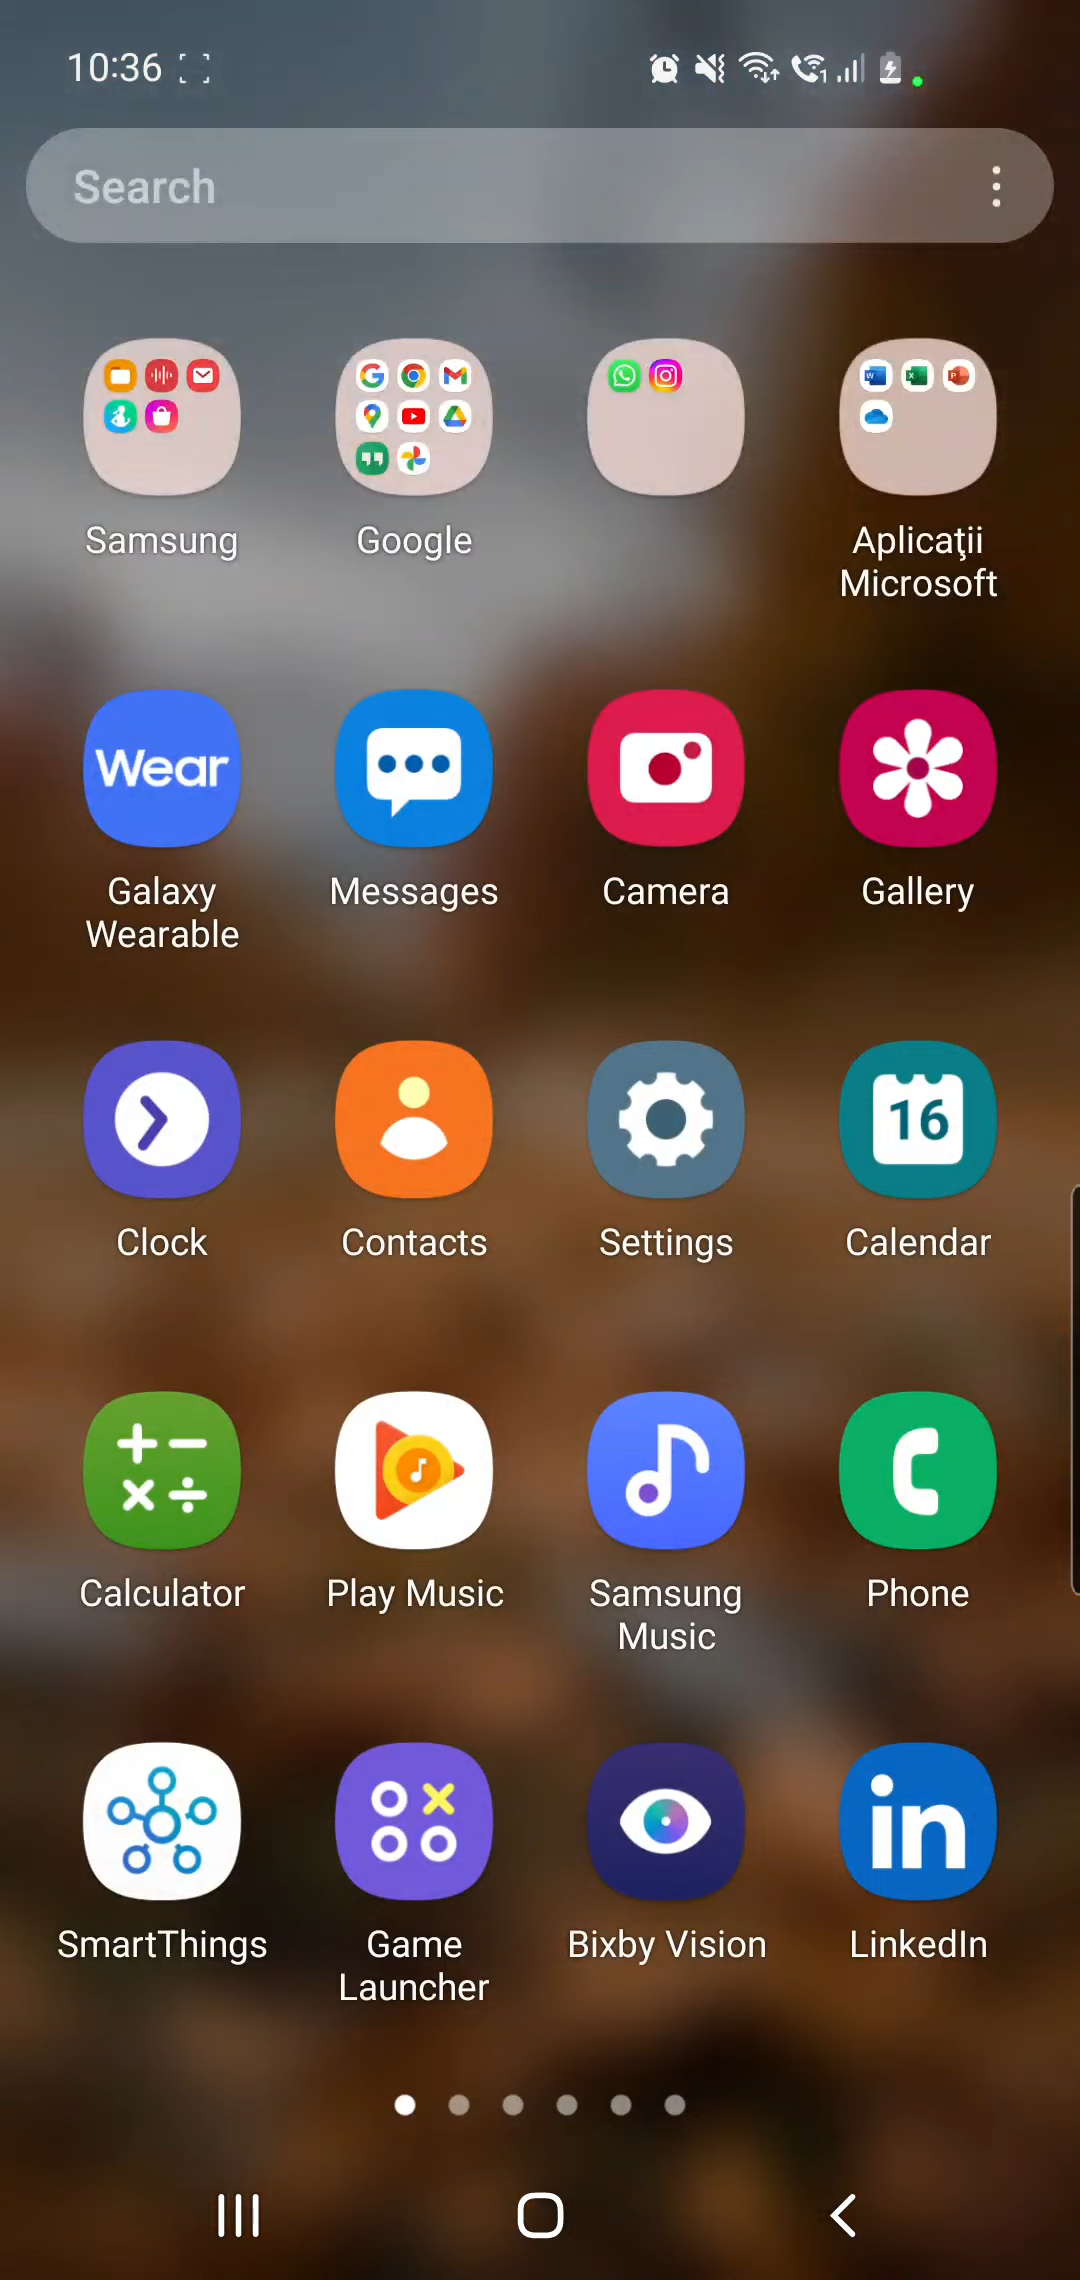 10:36
Search
Samsung
Google
Aplicaţii
Microsoft
Wear
Galaxy
Wearable
Messages
Camera
Gallery
16
Clock
Contacts
Settings
Calendar
Calculator
Play Music
Samsung
Music
Phone
in
SmartThings
Game
Launcher
Bixby Vision
LinkedIn